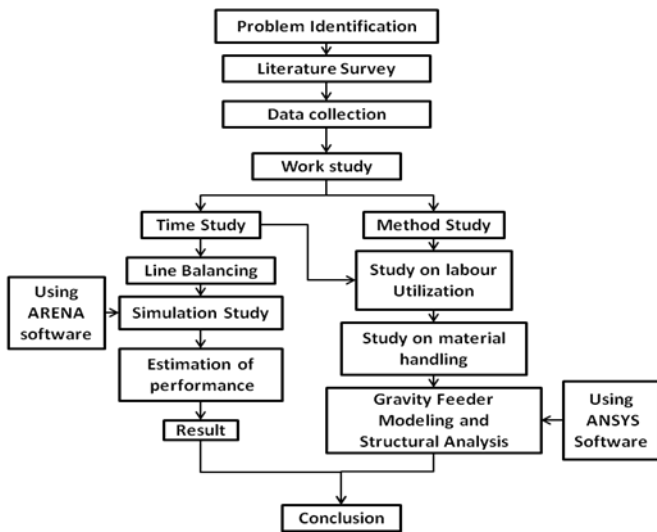 Problem Identification
Literature Survey
Data collection
Work study
Time Study
Method Study
Line Balancing
Study on labour
Utilization
Using
ARENA
software
Simulation Study
Study on material
handling
Estimation of
performance
Gravity Feeder
Modeling and
Structural Analysis
Using
ANSYS
Software
Result
Conclusion